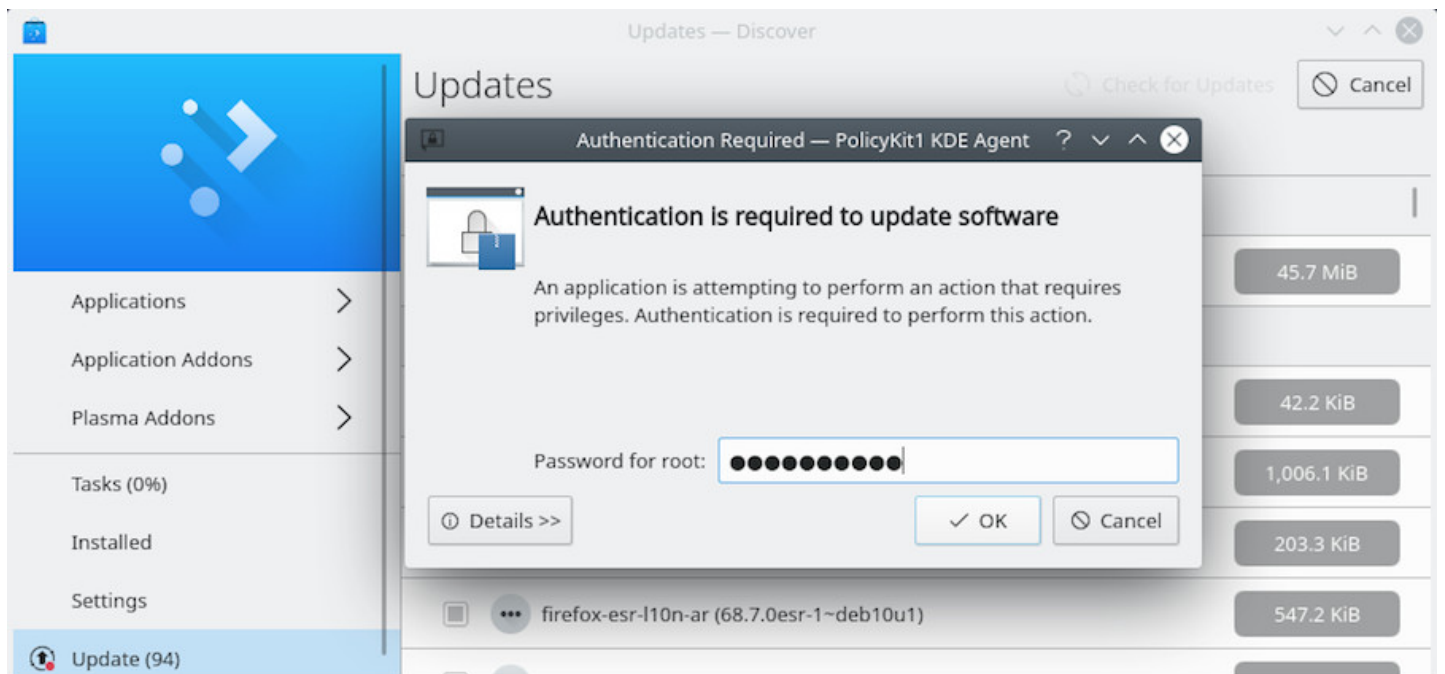 Updates — Discover
Updates
Check for Updates
Cancel
Authentication Required — PolicyKit1 KDE Agent
Authentication is required to update software
An application is attempting to perform an action that requires
privileges. Authentication is required to perform this action.
Password for root:
Details >>
OK
Cancel
Applications
Application Addons
Plasma Addons
Tasks (0%)
Installed
Settings
Update (94)
45.7 MiB
42.2 KiB
1,006.1 KiB
203.3 KiB
firefox-esr-l10n-ar (68.7.0esr-1~deb10u1)
547.2 KiB